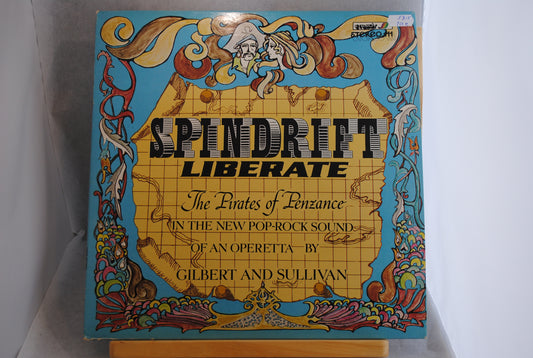 STEREO
SPINDRIFT
LIBERATE
The Pirates of Penzance
IN THE NEW POP-ROCK SOUND
OF AN OPERETTA BY
GILBERT AND SULLIVAN